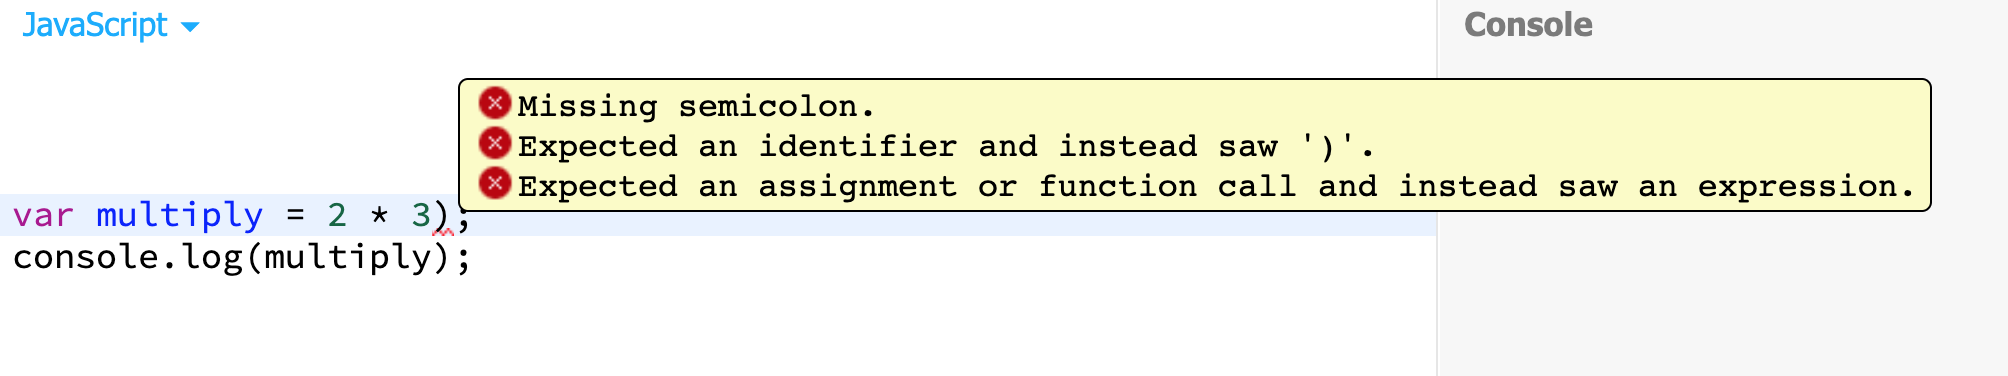 JavaScript
Console
Missing semicolon.
Expected an identifier and instead saw ')'.
Expected an assignment or function call and instead saw an expression.
var multiply = 2 * 3);
console.log(multiply);